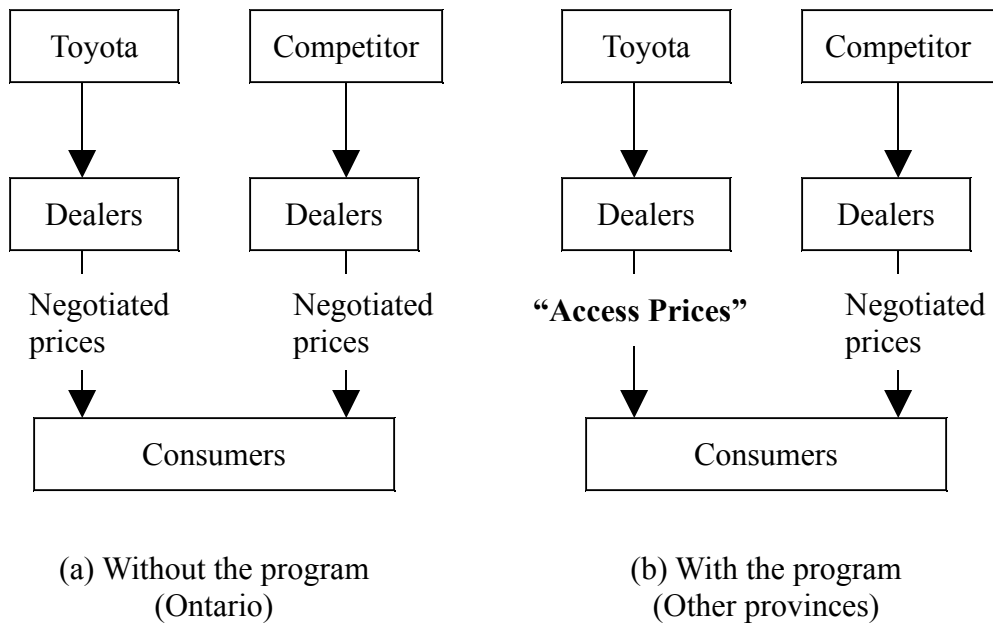 Toyota
Competitor
Dealers
Dealers
Negotiated
prices
Negotiated
prices
Consumers
(a) Without the program
(Ontario)
Toyota
Competitor
Dealers
Dealers
“Access Prices”
Negotiated
prices
Consumers
(b) With the program
(Other provinces)